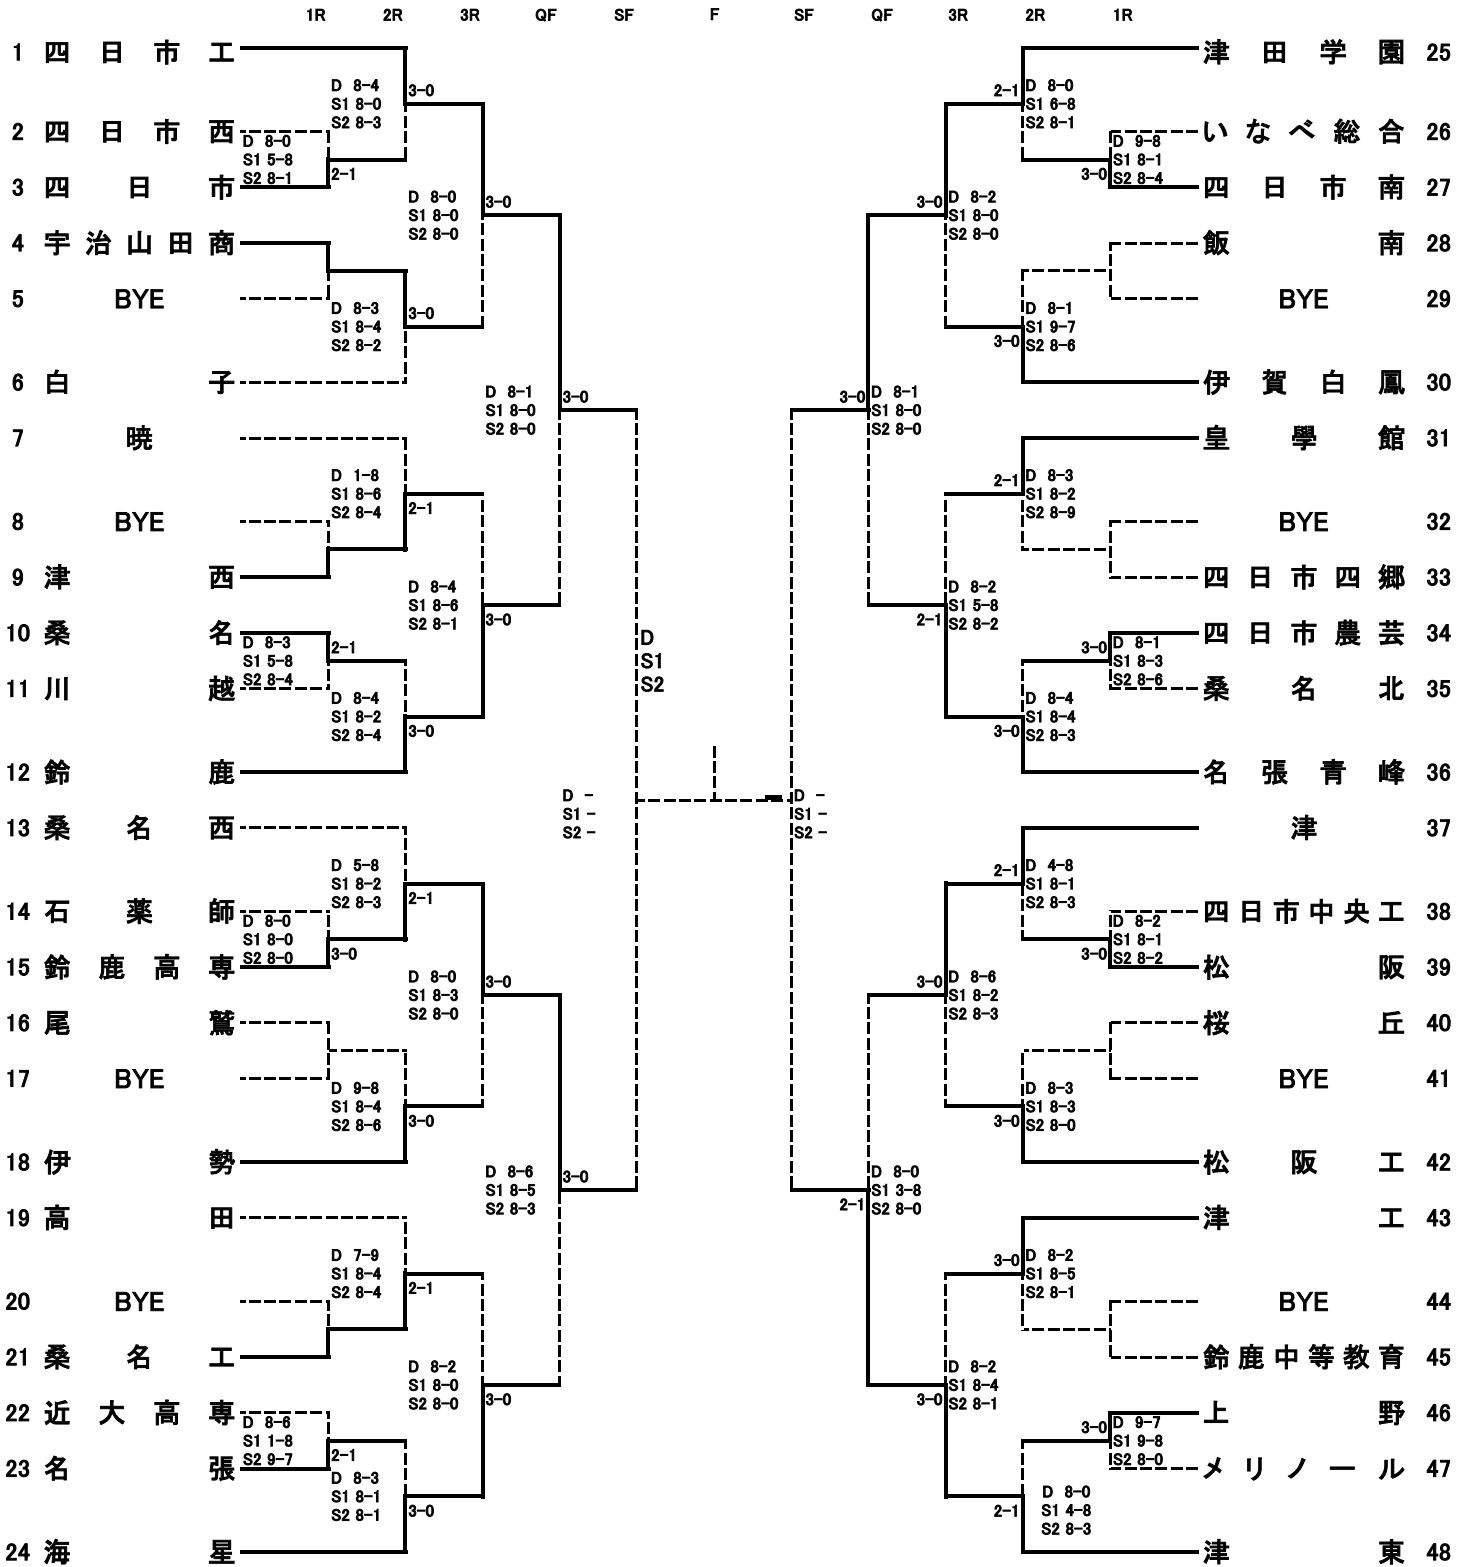 1R 2R 3R QF SF F SF QF 3R 2R 1R
1 四日市工
D 8-4
S1 8-0
S2 8-3
3-0
2 四日市西
D 8-0
S1 5-8
S2 8-1
2-1
3 四日市
D 8-0
S1 8-0
S2 8-0
3-0
4 宇治山田商
5 BYE
D 8-3
S1 8-4
S2 8-2
3-0
6 白子
D 8-1
S1 8-0
S2 8-0
3-0
7 暁
D 1-8
S1 8-6
S2 8-4
2-1
8 BYE
9 津西
D 8-4
S1 8-6
S2 8-1
3-0
10 桑名
D 8-3
S1 5-8
S2 8-4
2-1
11 川越
D 8-4
S1 8-2
S2 8-4
3-0
12 鈴鹿
D
S1
S2
D -
S1 -
S2 -
13 桑名西
D 5-8
S1 8-2
S2 8-3
2-1
14 石薬師
D 8-0
S1 8-0
S2 8-0
3-0
15 鈴鹿高専
D 8-0
S1 8-3
S2 8-0
3-0
16 尾鷲
17 BYE
D 9-8
S1 8-4
S2 8-6
3-0
18 伊勢
D 8-6
S1 8-5
S2 8-3
3-0
19 高田
D 7-9
S1 8-4
S2 8-4
2-1
20 BYE
21 桑名工
D 8-2
S1 8-0
S2 8-0
3-0
22 近大高専
D 8-6
S1 1-8
S2 9-7
2-1
23 名張
D 8-3
S1 8-1
S2 8-1
3-0
24 海星
津田学園 25
2-1
D 8-0
S1 6-8
S2 8-1
いなべ総合 26
D 9-8
S1 8-1
S2 8-4
3-0
四日市南 27
3-0
D 8-2
S1 8-0
S2 8-0
飯南 28
BYE 29
D 8-1
S1 9-7
S2 8-6
3-0
伊賀白鳳 30
3-0
D 8-1
S1 8-0
S2 8-0
皇學館 31
2-1
D 8-3
S1 8-2
S2 8-9
BYE 32
四日市四郷 33
D 8-2
S1 5-8
S2 8-2
2-1
四日市農芸 34
3-0
D 8-1
S1 8-3
S2 8-6
桑名北 35
D 8-4
S1 8-4
S2 8-3
3-0
名張青峰 36
D -
S1 -
S2 -
津 37
2-1
D 4-8
S1 8-1
S2 8-3
四日市中央工 38
D 8-2
S1 8-1
S2 8-2
3-0
松阪 39
3-0
D 8-6
S1 8-2
S2 8-3
桜丘 40
BYE 41
D 8-3
S1 8-3
S2 8-0
3-0
松阪工 42
D 8-0
S1 3-8
S2 8-0
2-1
津工 43
3-0
D 8-2
S1 8-5
S2 8-1
BYE 44
鈴鹿中等教育 45
D 8-2
S1 8-4
S2 8-1
3-0
上野 46
3-0
D 9-7
S1 9-8
S2 8-0
メリノール 47
D 8-0
S1 4-8
S2 8-3
2-1
津東 48